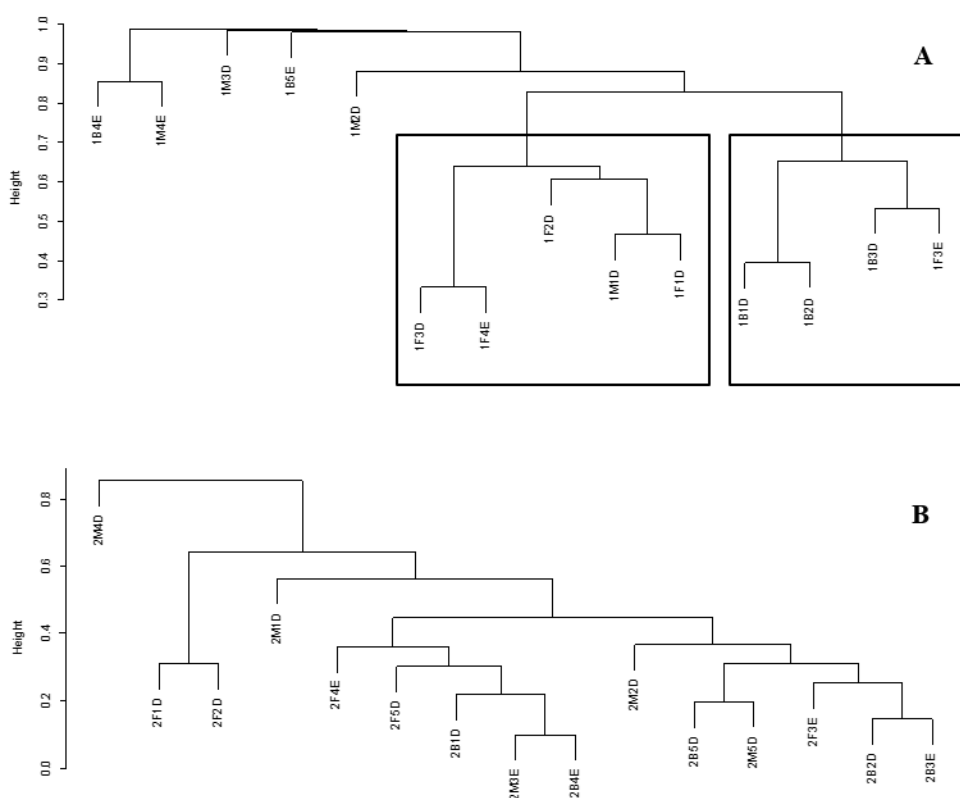 A
Height
1.0
0.9
0.8
0.7
0.6
0.5
0.4
0.3
1B4E
1M4E
1M3D
1B5E
1M2D
1F3D
1F4E
1F2D
1M1D
1F1D
1B1D
1B2D
1B3D
1F3E
B
Height
0.8
0.6
0.4
0.2
0.0
2M4D
2F1D
2F2D
2M1D
2F4E
2F5D
2B1D
2M3E
2B4E
2M2D
2B5D
2M5D
2F3E
2B2D
2B3E